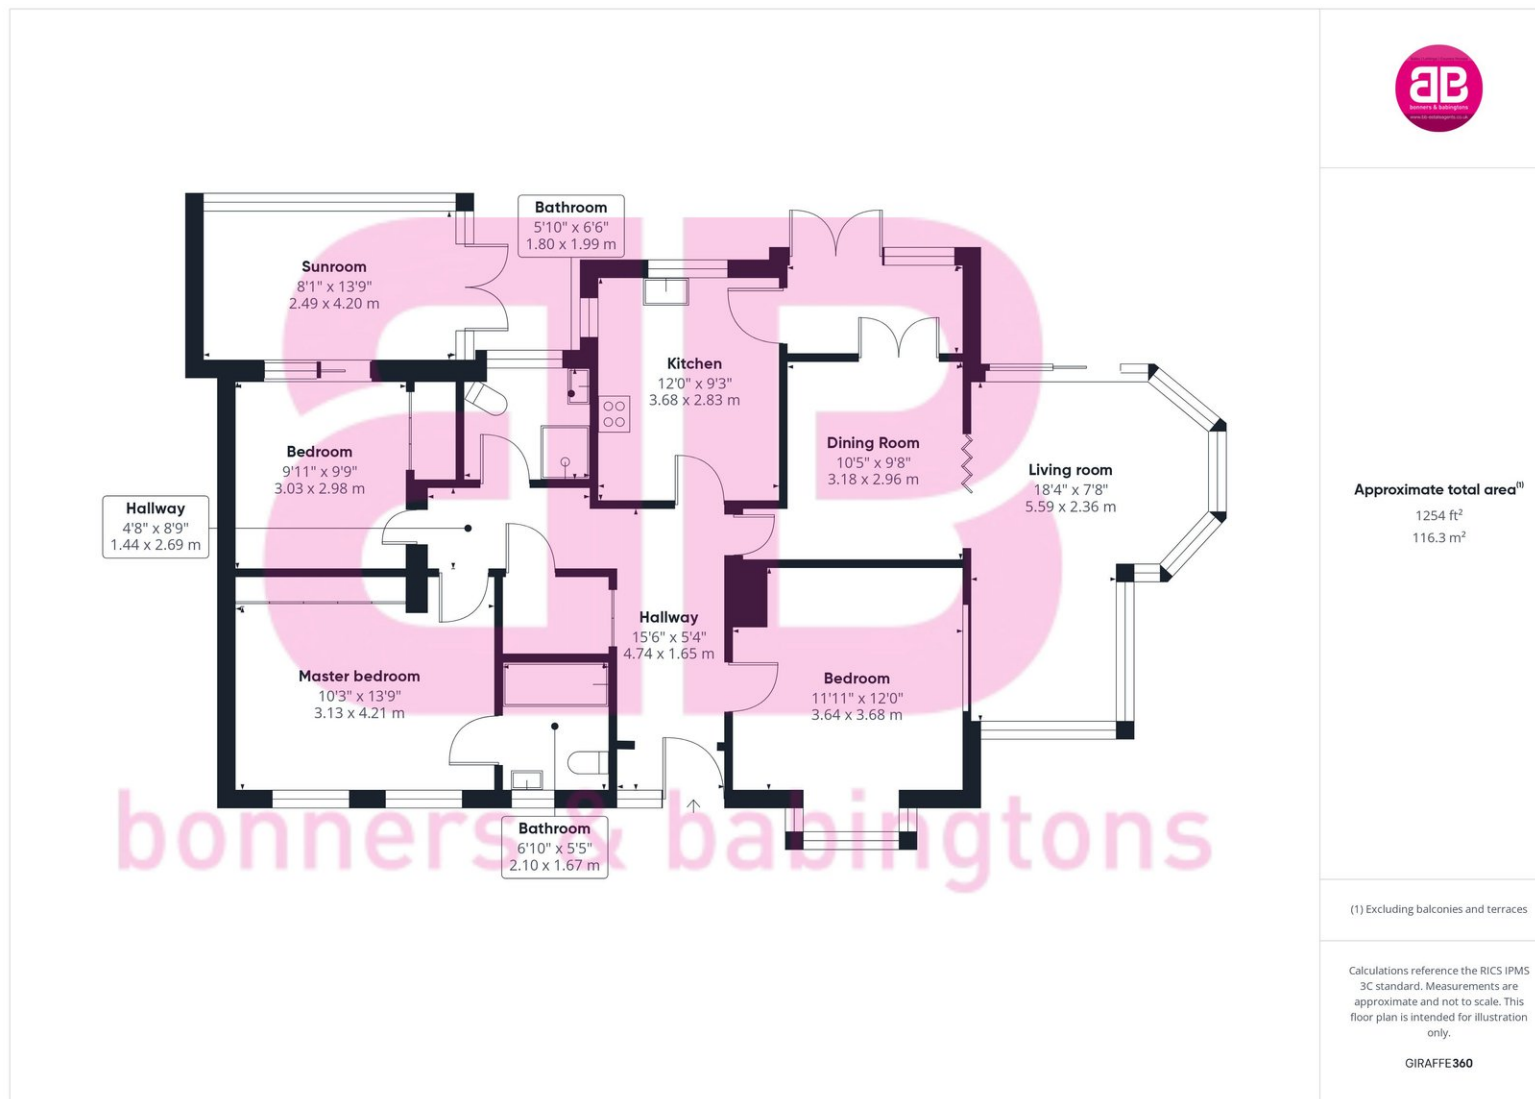 Bathroom
5'10" x 6'6"
1.80 x 1.99 m
Sunroom
8'1" x 13'9"
2.49 x 4.20 m
Kitchen
12'0" x 9'3"
3.68 x 2.83 m
Dining Room
10'5" x 9'8"
3.18 x 2.96 m
Living room
18'4" x 7'8"
5.59 x 2.36 m
Bedroom
9'11" x 9'9"
3.03 x 2.98 m
Hallway
4'8" x 8'9"
1.44 x 2.69 m
Hallway
15'6" x 5'4"
4.74 x 1.65 m
Master bedroom
10'3" x 13'9"
3.13 x 4.21 m
Bedroom
11'11" x 12'0"
3.64 x 3.68 m
Bathroom
6'10" x 5'5"
2.10 x 1.67 m
bonners & babingtons
bonners & babingtons
Approximate total area(1)
1254 ft²
116.3 m²
(1) Excluding balconies and terraces
Calculations reference the RICS IPMS
3C standard. Measurements are
approximate and not to scale. This
floor plan is intended for illustration
only.
GIRAFFE360